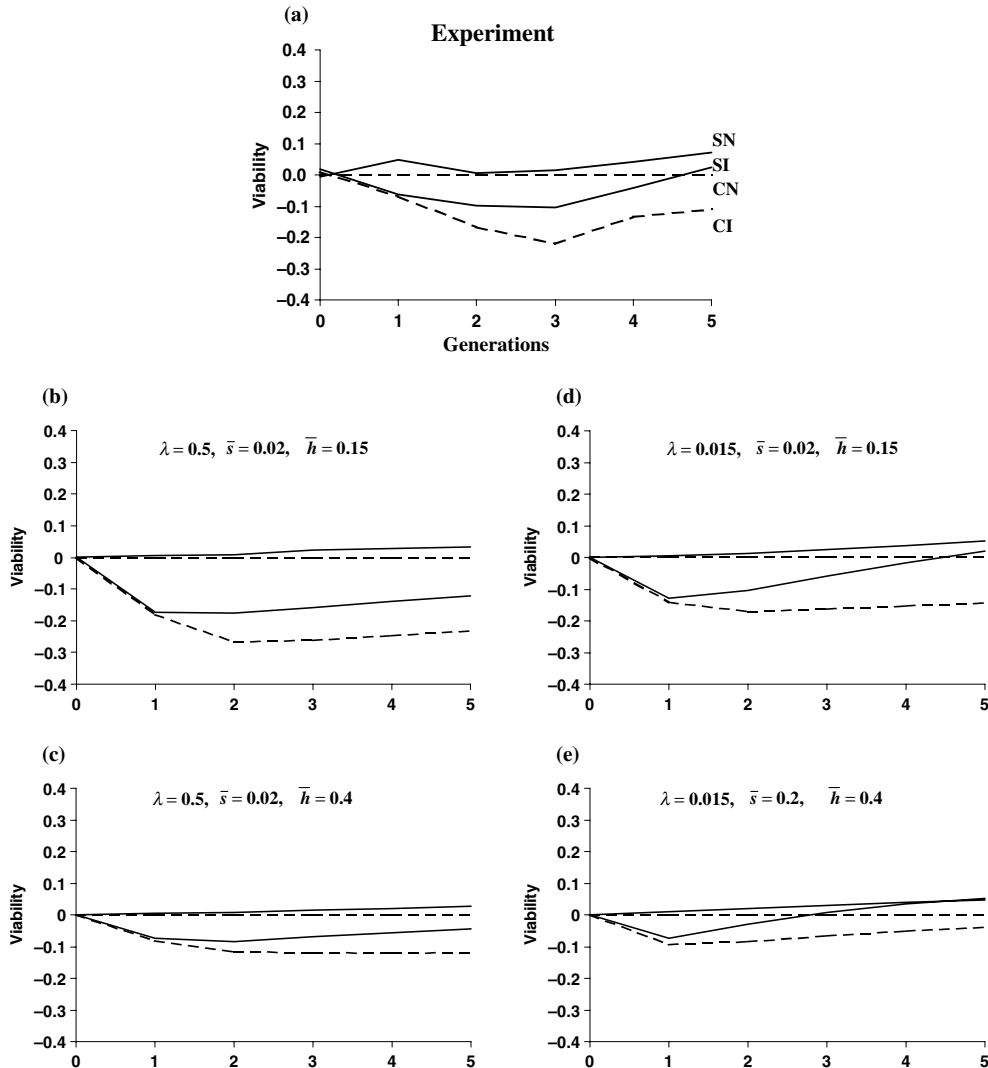 (a)
Experiment
0.4
0.3
0.2
0.1
0.0
–0.1
–0.2
–0.3
–0.4
Viability
SN
SI
CN
CI
0 1 2 3 4 5
Generations
(b)
λ = 0.5, s̄ = 0.02, h̄ = 0.15
0.4
0.3
0.2
0.1
0
–0.1
–0.2
–0.3
–0.4
Viability
0 1 2 3 4 5
(d)
λ = 0.015, s̄ = 0.02, h̄ = 0.15
0.4
0.3
0.2
0.1
0
–0.1
–0.2
–0.3
–0.4
Viability
0 1 2 3 4 5
(c)
λ = 0.5, s̄ = 0.02, h̄ = 0.4
0.4
0.3
0.2
0.1
0
–0.1
–0.2
–0.3
–0.4
Viability
0 1 2 3 4 5
(e)
λ = 0.015, s̄ = 0.2, h̄ = 0.4
0.4
0.3
0.2
0.1
0
–0.1
–0.2
–0.3
–0.4
Viability
0 1 2 3 4 5